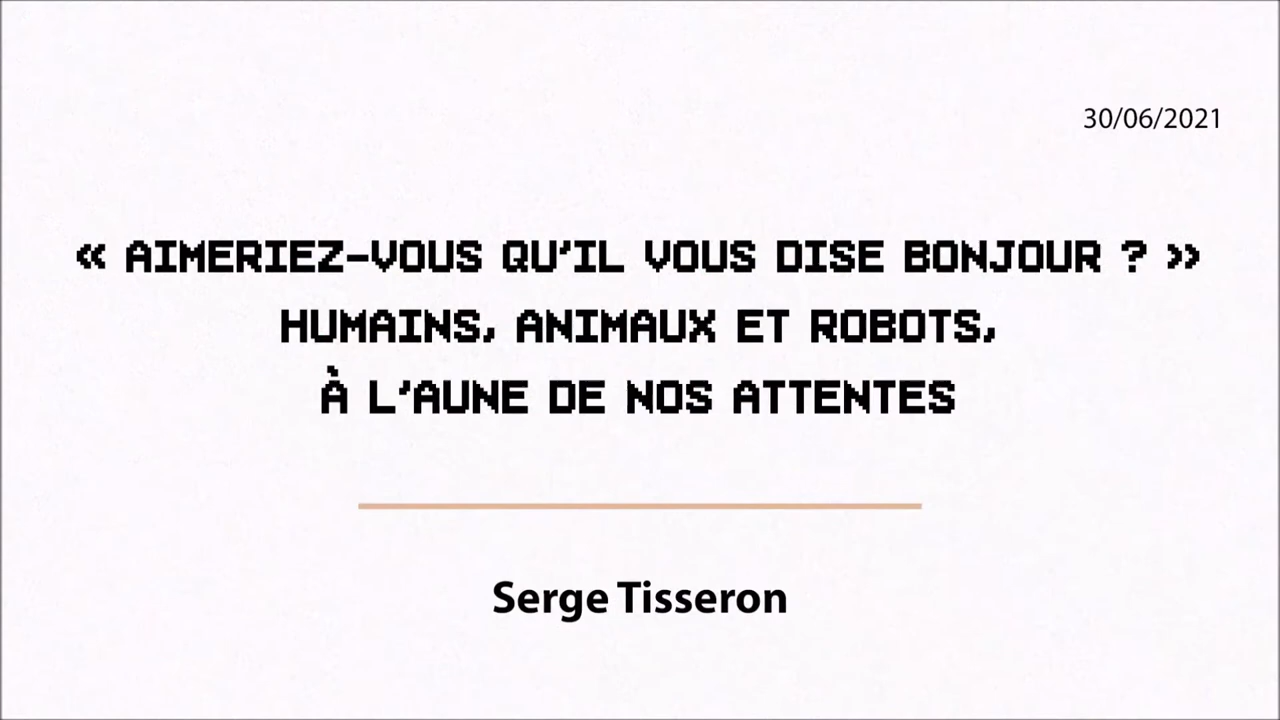 30/06/2021
« AIMERIEZ-VOUS QU'IL VOUS DISE BONJOUR ? »
HUMAINS, ANIMAUX ET ROBOTS,
À L'AUNE DE NOS ATTENTES
Serge Tisseron